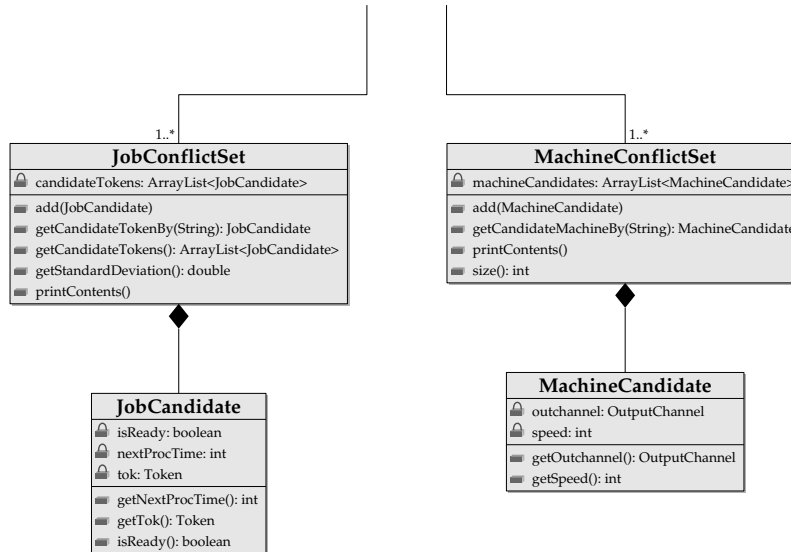 1..*
JobConflictSet
candidateTokens: ArrayList<JobCandidate>
add(JobCandidate)
getCandidateTokenBy(String): JobCandidate
getCandidateTokens(): ArrayList<JobCandidate>
getStandardDeviation(): double
printContents()
1..*
MachineConflictSet
machineCandidates: ArrayList<MachineCandidate>
add(MachineCandidate)
getCandidateMachineBy(String): MachineCandidate
printContents()
size(): int
JobCandidate
isReady: boolean
nextProcTime: int
tok: Token
getNextProcTime(): int
getTok(): Token
isReady(): boolean
MachineCandidate
outchannel: OutputChannel
speed: int
getOutchannel(): OutputChannel
getSpeed(): int